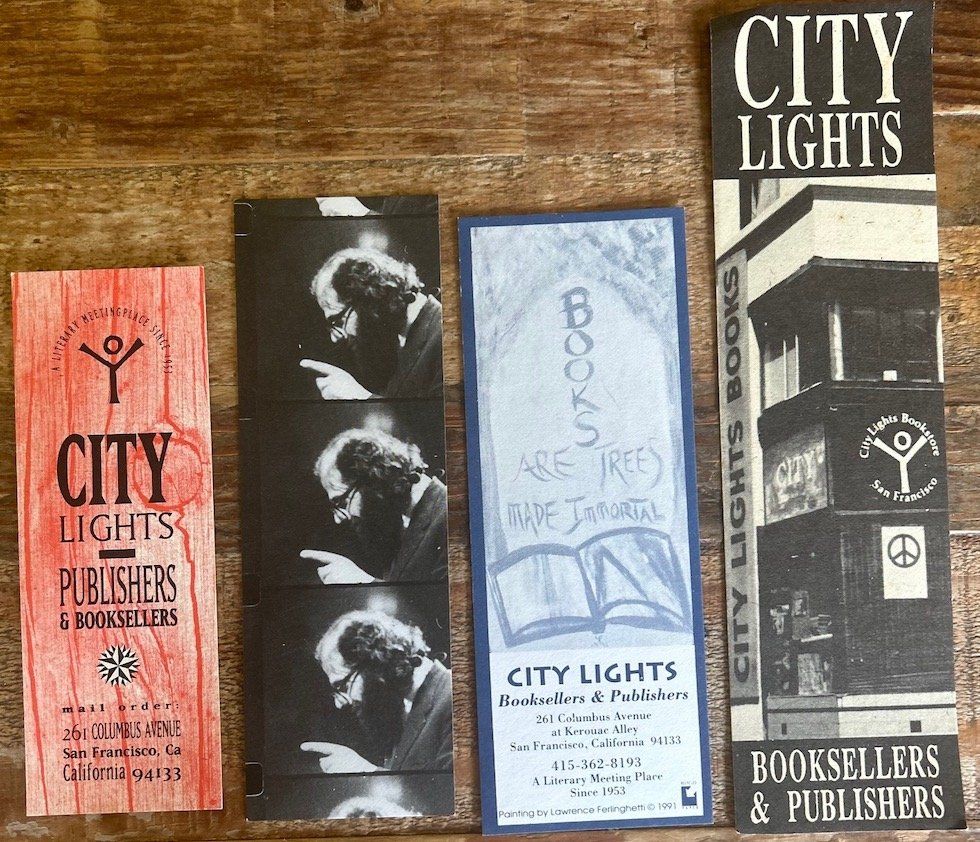 A LITERARY MEETINGPLACE SINCE 1953
CITY
LIGHTS
PUBLISHERS
& BOOKSELLERS
mail order:
261 COLUMBUS AVENUE
San Francisco, Ca
California 94133
BOOKS
ARE TREES
MADE IMMORTAL
CITY LIGHTS
Booksellers & Publishers
261 Columbus Avenue
at Kerouac Alley
San Francisco, California 94133
415-362-8193
A Literary Meeting Place
Since 1953
Painting by Lawrence Ferlinghetti © 1991
CITY
LIGHTS
CITY LIGHTS BOOKS
CITY
City Lights Bookstore
San Francisco
BOOKSELLERS
& PUBLISHERS